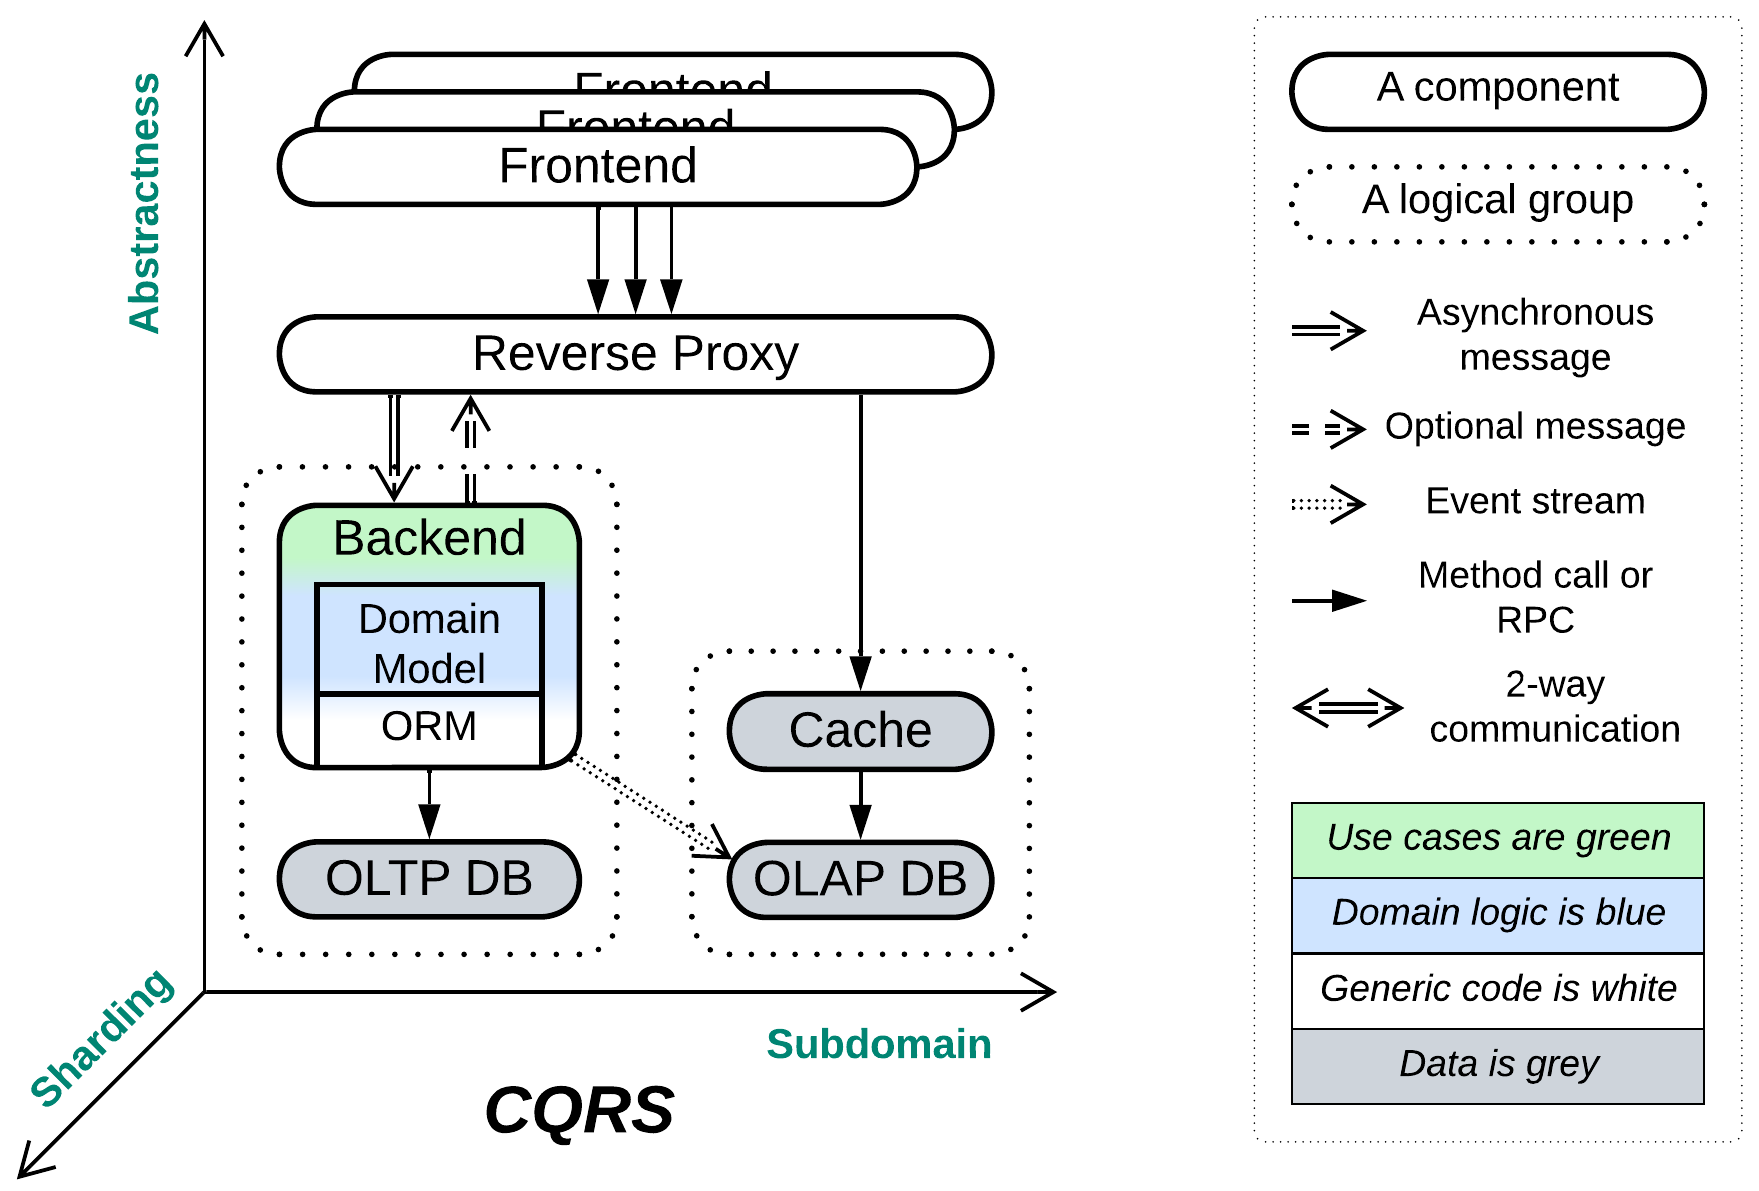 Abstractness
Frontend
Frontend
Frontend
Reverse Proxy
Backend
Domain
Model
ORM
OLTP DB
Cache
OLAP DB
Sharding
Subdomain
CQRS
A component
A logical group
Asynchronous
message
Optional message
Event stream
Method call or
RPC
2-way
communication
Use cases are green
Domain logic is blue
Generic code is white
Data is grey